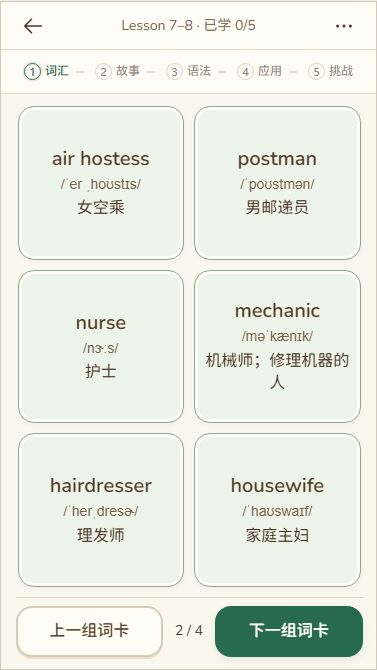 Lesson 7–8 · 已学 0/5
1 词汇 – 2 故事 – 3 语法 – 4 应用 – 5 挑战
air hostess
/ˈer ˌhoʊstɪs/
女空乘
postman
/ˈpoʊstmən/
男邮递员
nurse
/nɝːs/
护士
mechanic
/məˈkænɪk/
机械师；修理机器的
人
hairdresser
/ˈherˌdresɚ/
理发师
housewife
/ˈhaʊswaɪf/
家庭主妇
上一组词卡
2 / 4
下一组词卡